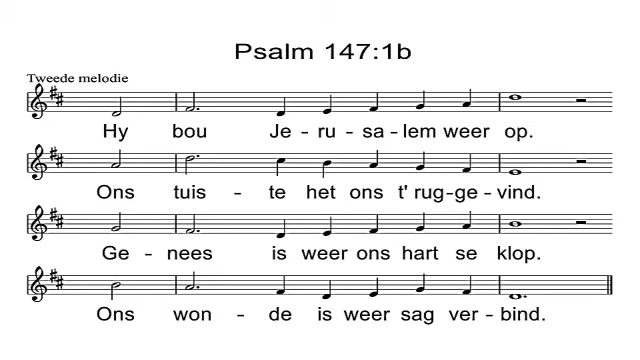 Psalm 147:1b
Tweede melodie
Hy bou Je - ru - sa - lem weer op.
Ons tuis - te het ons t' rug - ge - vind.
Ge - nees is weer ons hart se klop.
Ons won - de is weer sag ver - bind.